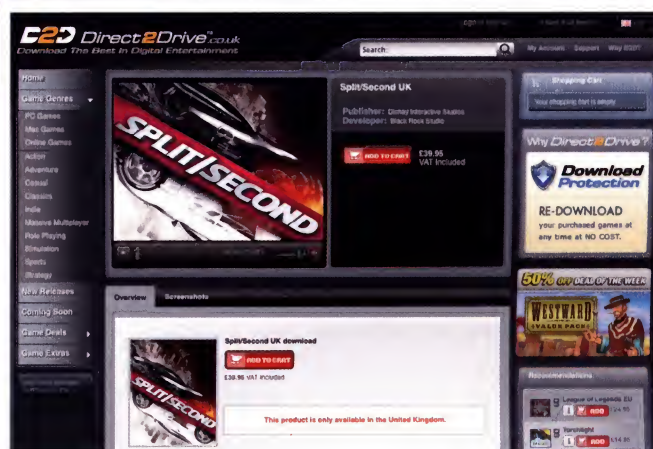 D2D Direct2Drive.co.uk
Download The Best In Digital Entertainment
Search:
My Account Support Why D2D?
Home
Game Genres
PC Games
Mac Games
Online Games
Action
Adventure
Casual
Classics
Indie
Massive Multiplayer
Role Playing
Simulation
Sports
Strategy
New Releases
Coming Soon
Game Deals
Game Extras
SPLIT/SECOND
Split/Second UK
Publisher: Disney Interactive Studios
Developer: Black Rock Studio
ADD TO CART
£39.95
VAT Included
Overview
Screenshots
SPLIT/SECOND
Split/Second UK download
ADD TO CART
£39.95 VAT Included
This product is only available in the United Kingdom.
Shopping Cart
Your shopping cart is empty
Why Direct2Drive?
Download
Protection
RE-DOWNLOAD
your purchased games at
any time at NO COST.
50% OFF DEAL OF THE WEEK
WESTWARD
VALUE PACK
Recommendations
League of Legends EU
ADD £24.95
Torchlight
ADD